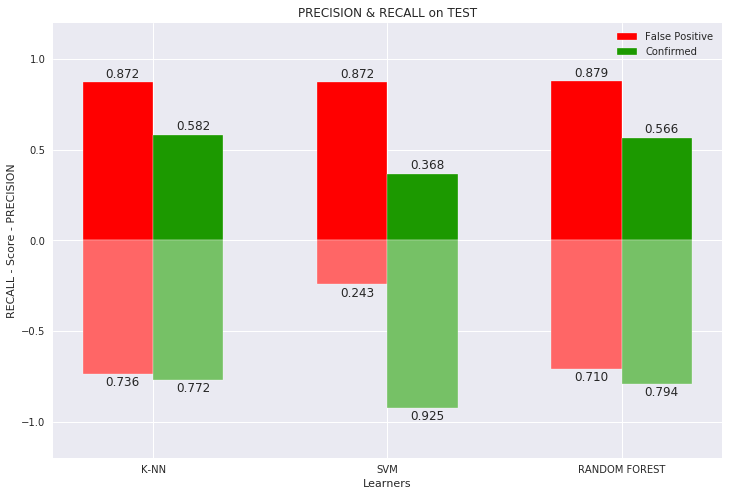 PRECISION & RECALL on TEST
False Positive
Confirmed
RECALL - Score - PRECISION
1.0
0.5
0.0
−0.5
−1.0
0.872
0.582
0.872
0.368
0.879
0.566
0.736
0.772
0.243
0.925
0.710
0.794
K-NN
SVM
RANDOM FOREST
Learners